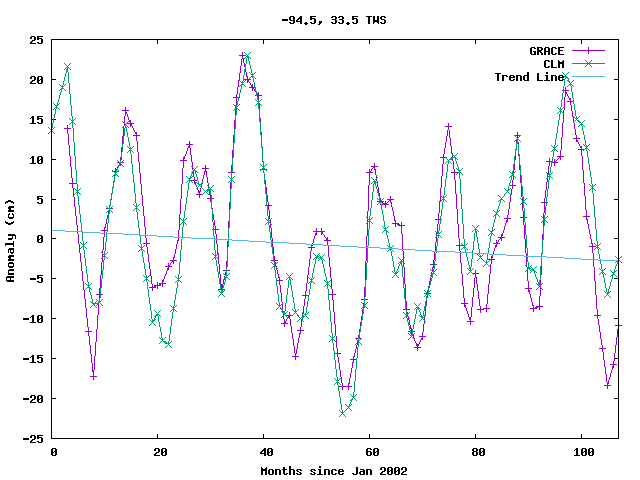 -94.5, 33.5 TWS
GRACE
CLM
Trend Line
Anomaly (cm)
25
20
15
10
5
0
-5
-10
-15
-20
-25
0 20 40 60 80 100
Months since Jan 2002